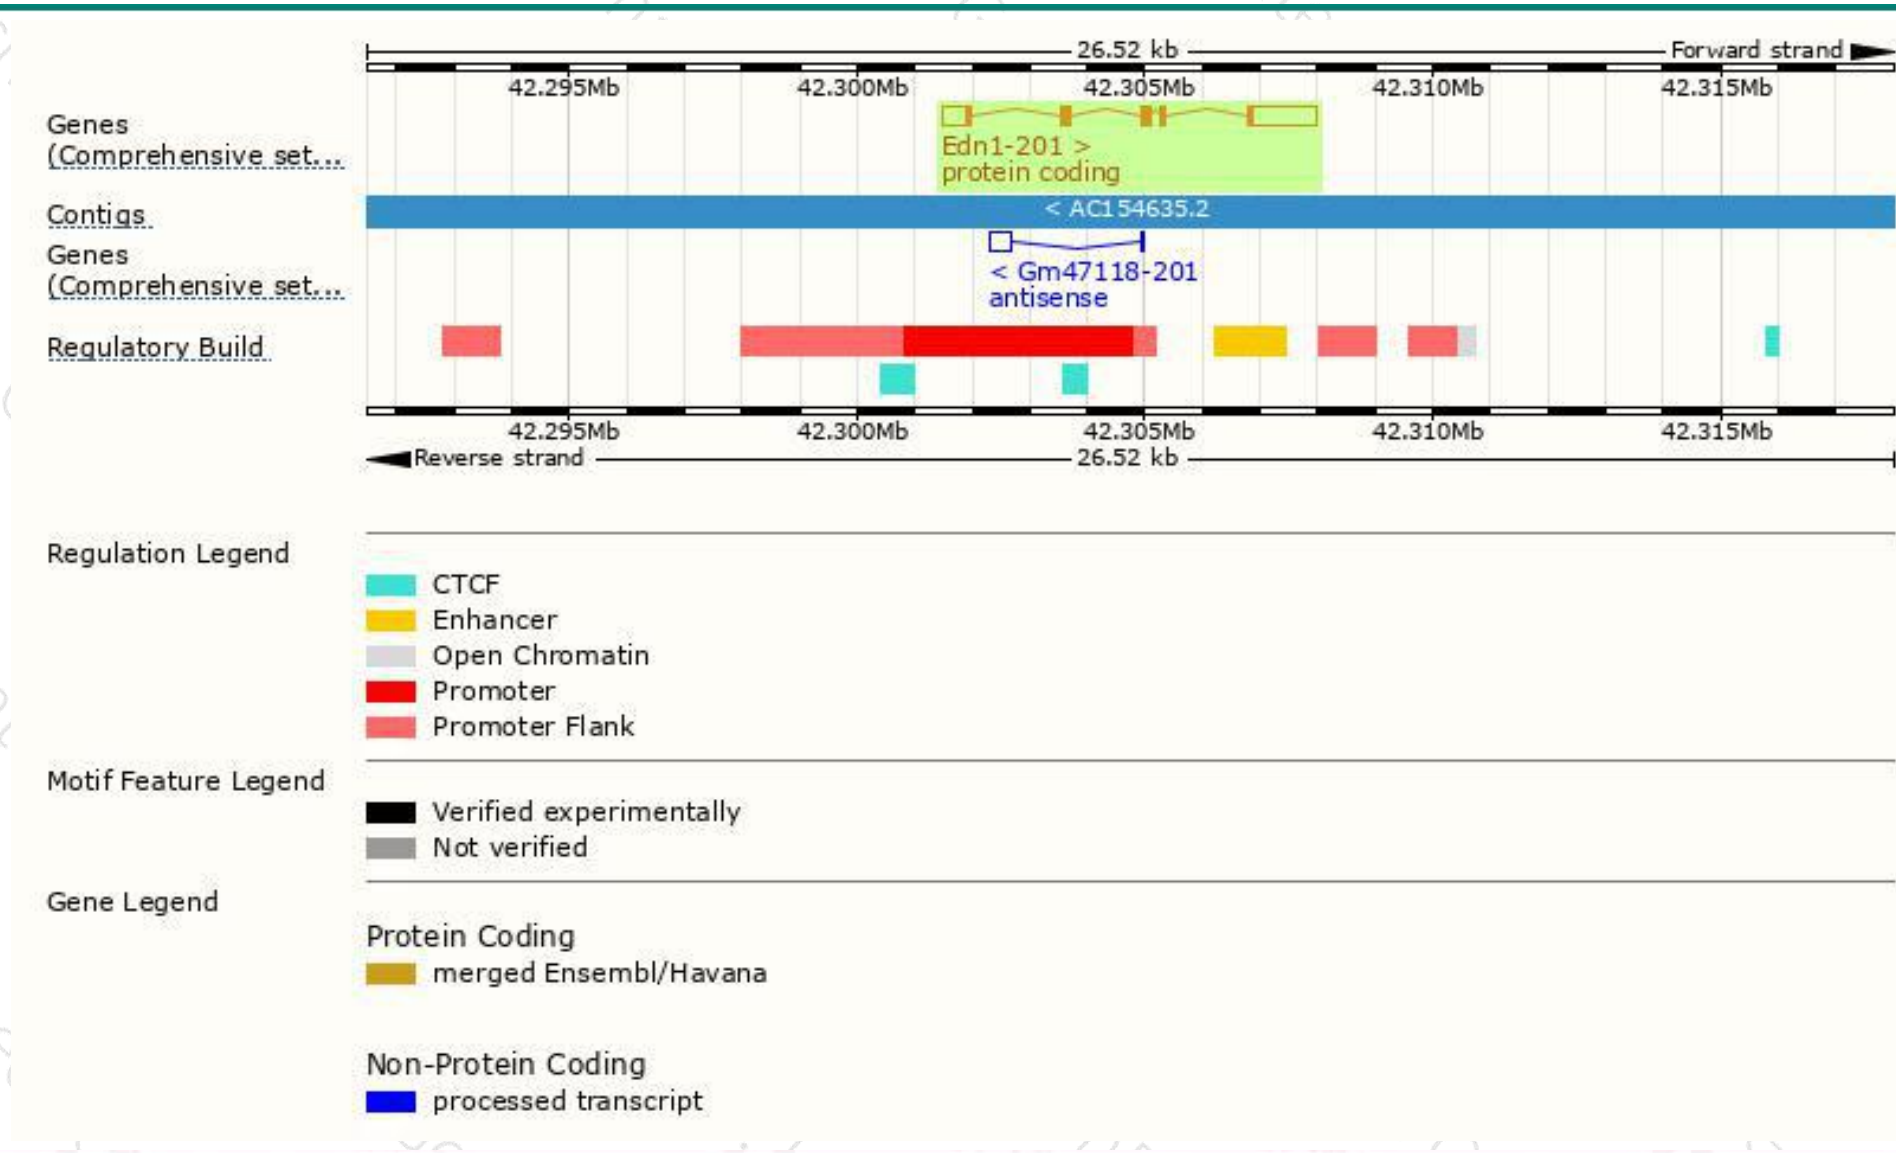 26.52 kb Forward strand
42.295Mb 42.300Mb 42.305Mb 42.310Mb 42.315Mb
Genes
(Comprehensive set...
Edn1-201 >
protein coding
Contigs
< AC154635.2
Genes
(Comprehensive set...
< Gm47118-201
antisense
Regulatory Build
42.295Mb 42.300Mb 42.305Mb 42.310Mb 42.315Mb
Reverse strand 26.52 kb
Regulation Legend
CTCF
Enhancer
Open Chromatin
Promoter
Promoter Flank
Motif Feature Legend
Verified experimentally
Not verified
Gene Legend
Protein Coding
merged Ensembl/Havana
Non-Protein Coding
processed transcript